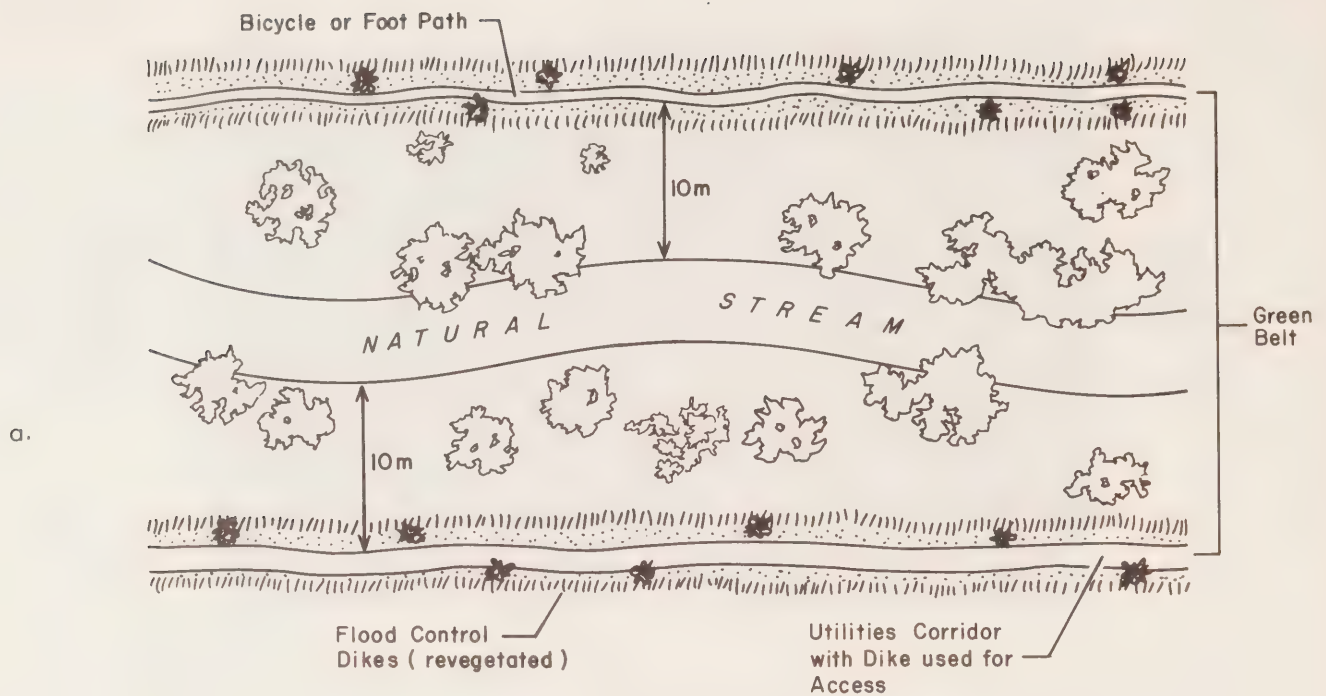 Bicycle or Foot Path
10m
NATURAL STREAM
Green
Belt
a.
10m
Flood Control
Dikes ( revegetated )
Utilities Corridor
with Dike used for
Access